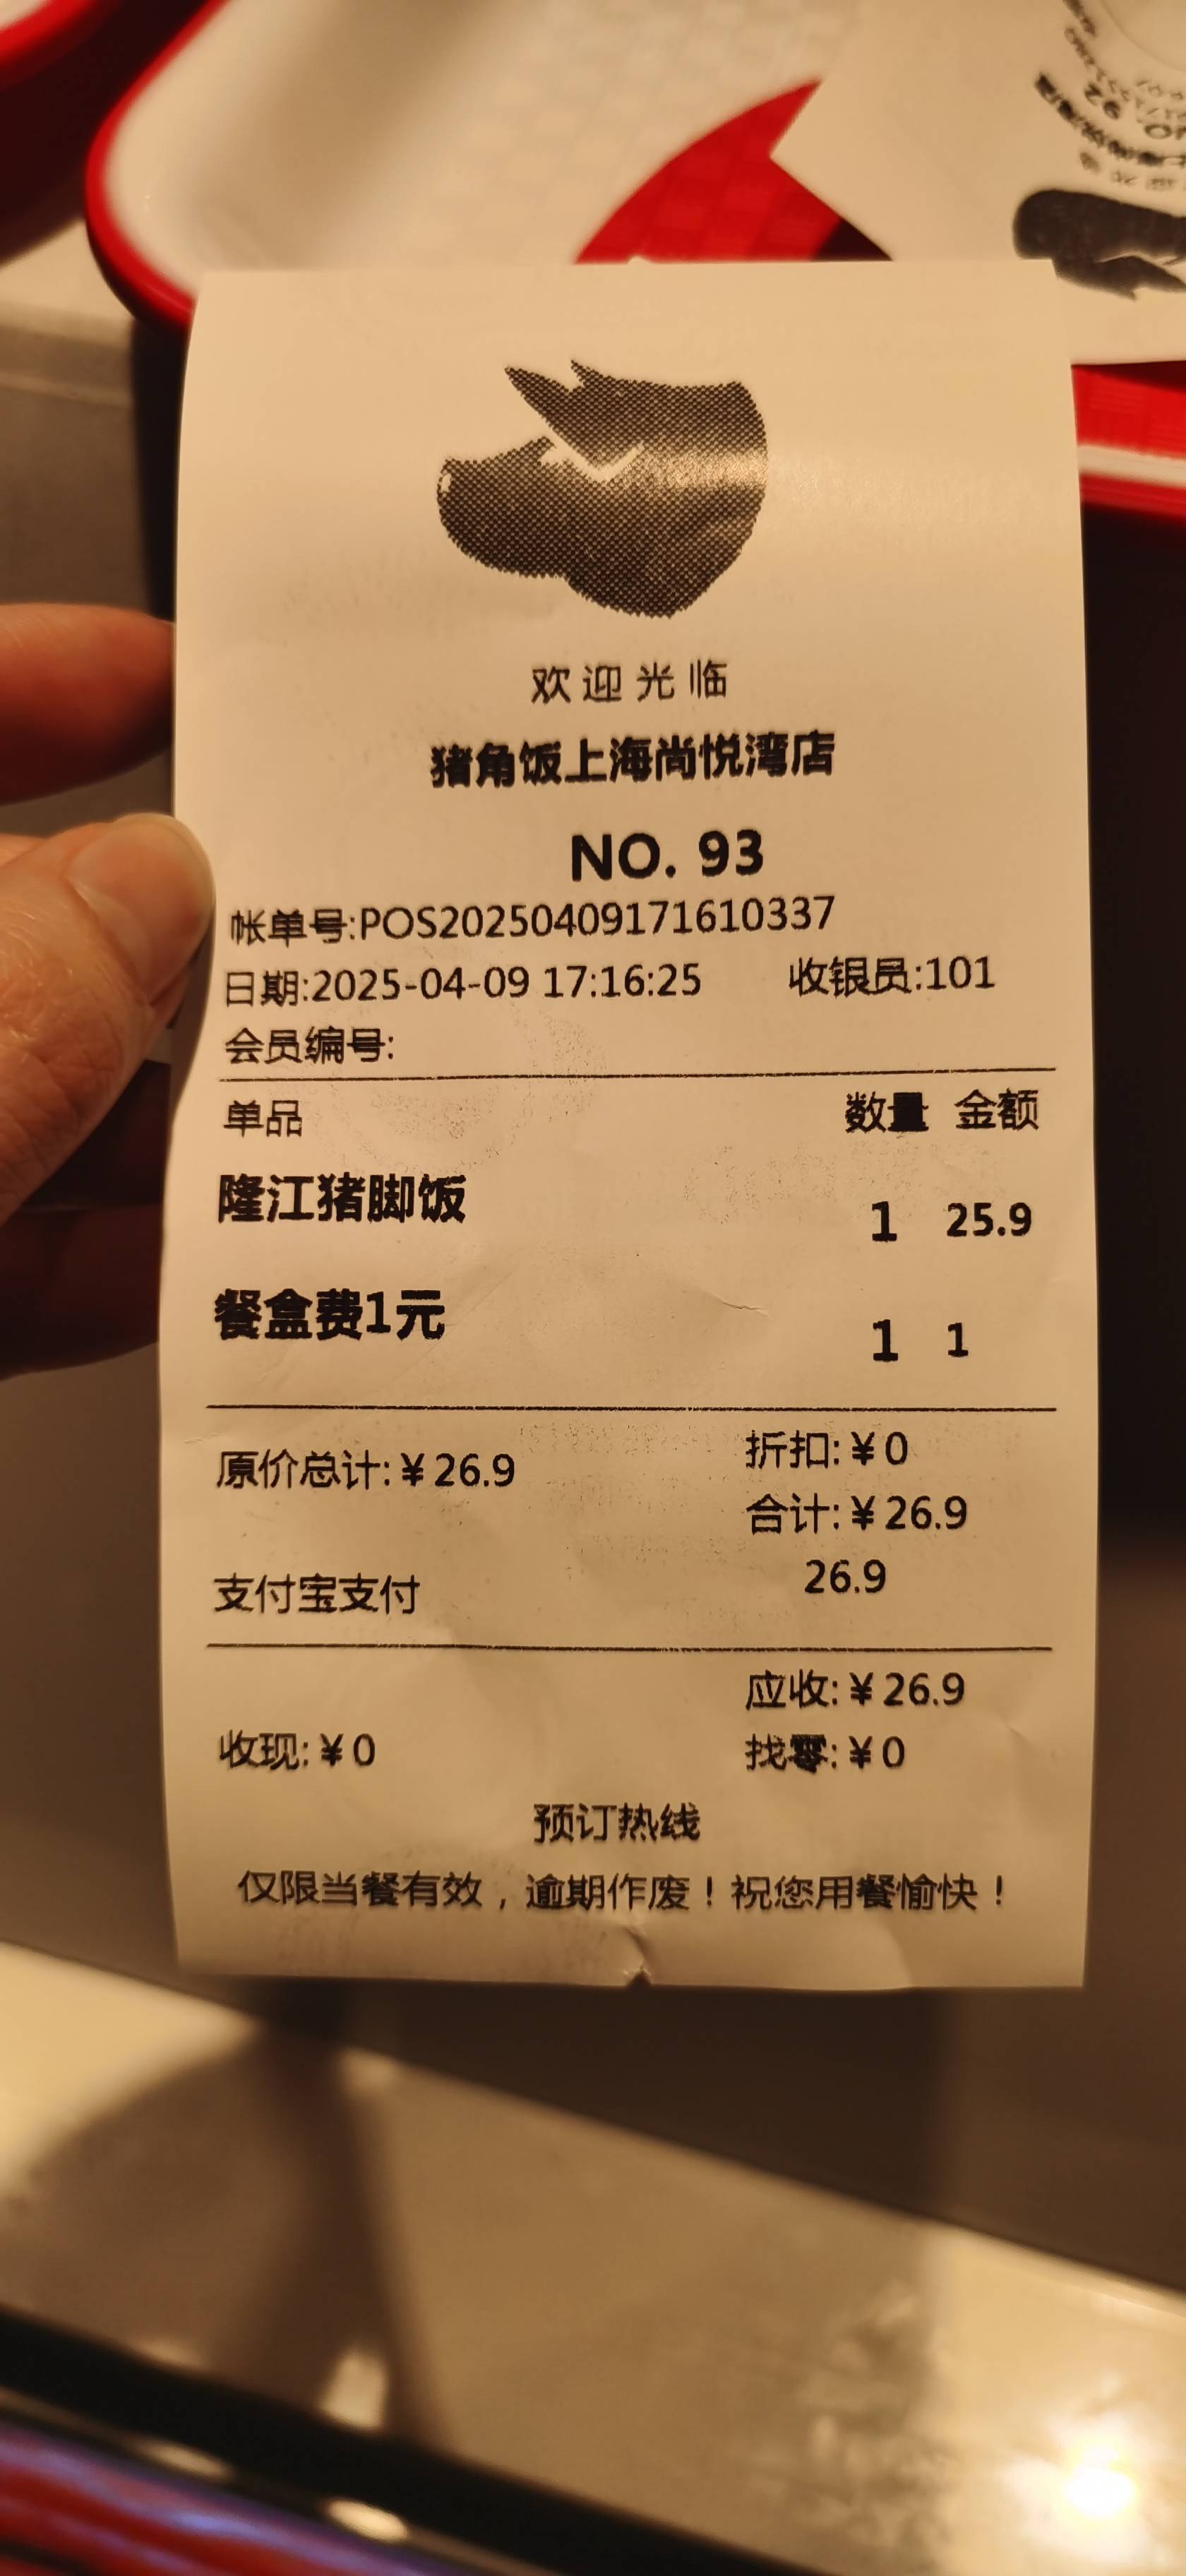 欢迎光临
猪角饭上海尚悦湾店
NO. 93
帐单号:POS20250409171610337
日期:2025-04-09 17:16:25 收银员:101
会员编号:
单品 数量 金额
隆江猪脚饭 1 25.9
餐盒费1元 1 1
原价总计:¥26.9 折扣:¥0
合计:¥26.9
支付宝支付 26.9
应收:¥26.9
收现:¥0 找零:¥0
预订热线
仅限当餐有效，逾期作废！祝您用餐愉快！